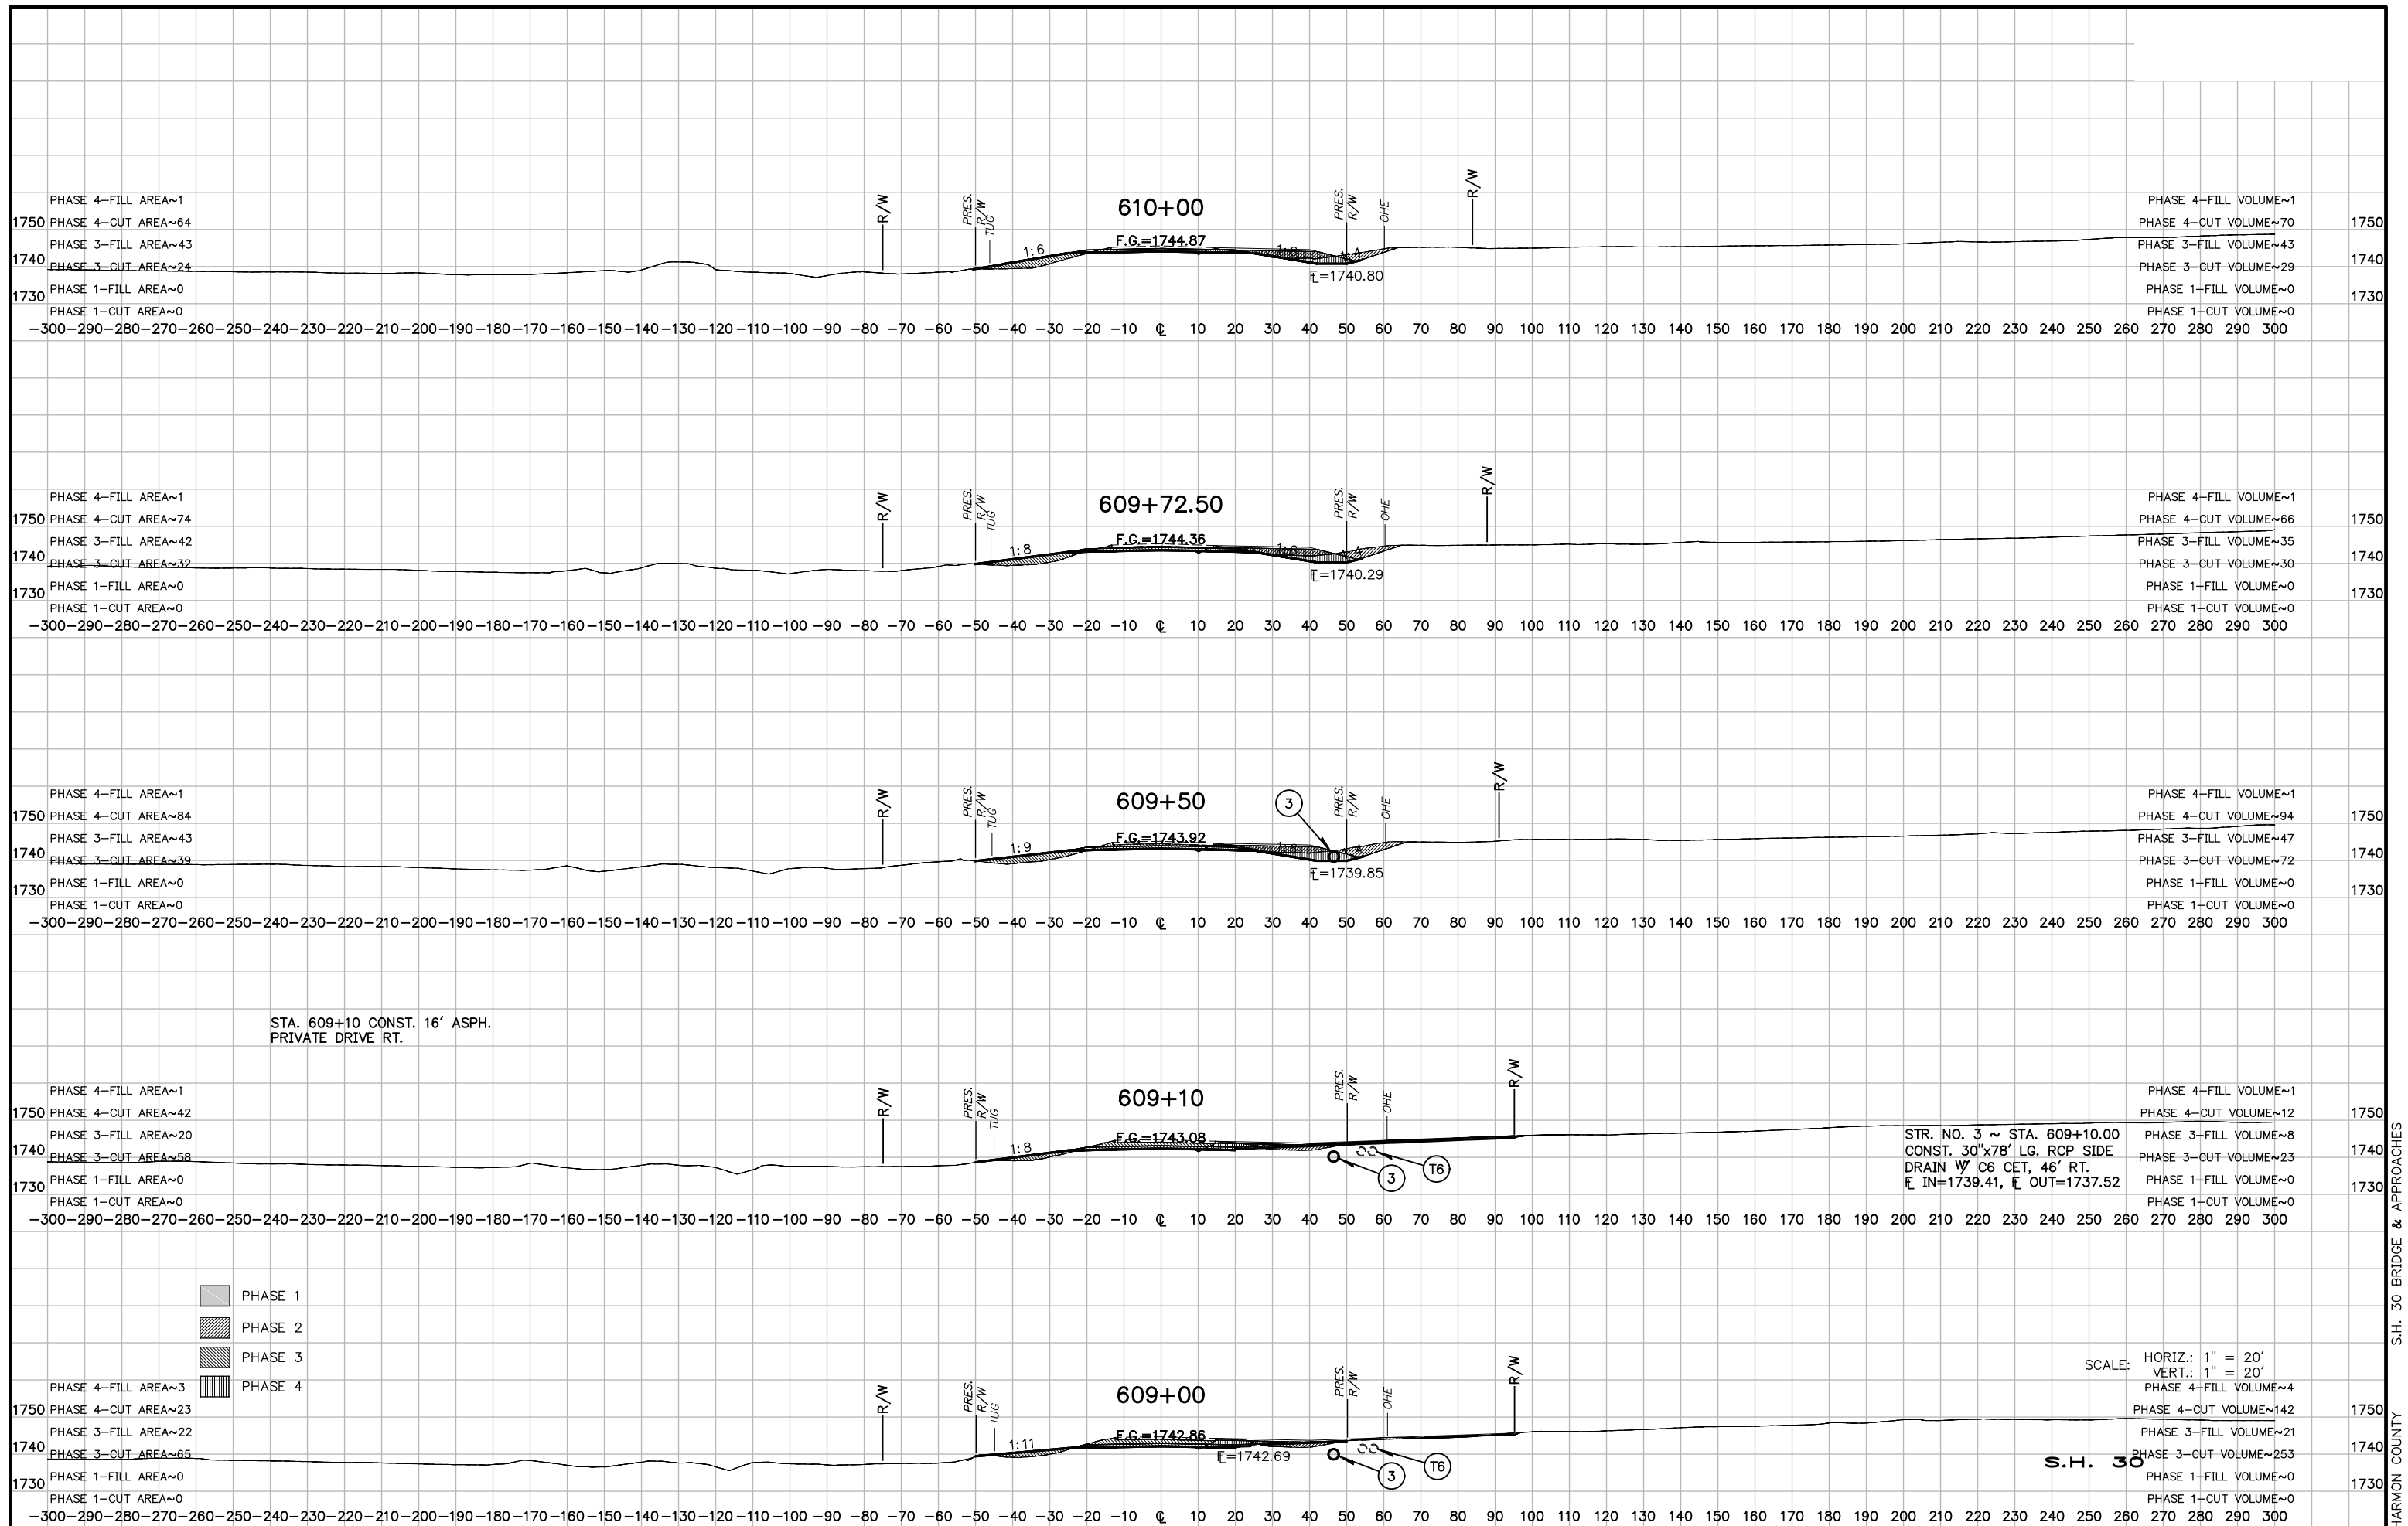 610+00
PHASE 4-FILL AREA~1
PHASE 4-CUT AREA~64
PHASE 3-FILL AREA~43
PHASE 3-CUT AREA~24
PHASE 1-FILL AREA~0
PHASE 1-CUT AREA~0
1750
1740
1730
R/W
PRES. R/W
TUG
1:6
F.G.=1744.87
1:6
PRES. R/W
OHE
R/W
FL=1740.80
PHASE 4-FILL VOLUME~1
PHASE 4-CUT VOLUME~70
PHASE 3-FILL VOLUME~43
PHASE 3-CUT VOLUME~29
PHASE 1-FILL VOLUME~0
PHASE 1-CUT VOLUME~0
1750
1740
1730
-300-290-280-270-260-250-240-230-220-210-200-190-180-170-160-150-140-130-120-110-100 -90 -80 -70 -60 -50 -40 -30 -20 -10 CL 10 20 30 40 50 60 70 80 90 100 110 120 130 140 150 160 170 180 190 200 210 220 230 240 250 260 270 280 290 300
609+72.50
PHASE 4-FILL AREA~1
PHASE 4-CUT AREA~74
PHASE 3-FILL AREA~42
PHASE 3-CUT AREA~32
PHASE 1-FILL AREA~0
PHASE 1-CUT AREA~0
1750
1740
1730
R/W
PRES. R/W
TUG
1:8
F.G.=1744.36
PRES. R/W
OHE
R/W
FL=1740.29
PHASE 4-FILL VOLUME~1
PHASE 4-CUT VOLUME~66
PHASE 3-FILL VOLUME~35
PHASE 3-CUT VOLUME~30
PHASE 1-FILL VOLUME~0
PHASE 1-CUT VOLUME~0
1750
1740
1730
-300-290-280-270-260-250-240-230-220-210-200-190-180-170-160-150-140-130-120-110-100 -90 -80 -70 -60 -50 -40 -30 -20 -10 CL 10 20 30 40 50 60 70 80 90 100 110 120 130 140 150 160 170 180 190 200 210 220 230 240 250 260 270 280 290 300
609+50
PHASE 4-FILL AREA~1
PHASE 4-CUT AREA~84
PHASE 3-FILL AREA~43
PHASE 3-CUT AREA~39
PHASE 1-FILL AREA~0
PHASE 1-CUT AREA~0
1750
1740
1730
R/W
PRES. R/W
TUG
1:9
F.G.=1743.92
3
PRES. R/W
OHE
R/W
FL=1739.85
PHASE 4-FILL VOLUME~1
PHASE 4-CUT VOLUME~94
PHASE 3-FILL VOLUME~47
PHASE 3-CUT VOLUME~72
PHASE 1-FILL VOLUME~0
PHASE 1-CUT VOLUME~0
1750
1740
1730
-300-290-280-270-260-250-240-230-220-210-200-190-180-170-160-150-140-130-120-110-100 -90 -80 -70 -60 -50 -40 -30 -20 -10 CL 10 20 30 40 50 60 70 80 90 100 110 120 130 140 150 160 170 180 190 200 210 220 230 240 250 260 270 280 290 300
STA. 609+10 CONST. 16' ASPH.
PRIVATE DRIVE RT.
609+10
PHASE 4-FILL AREA~1
PHASE 4-CUT AREA~42
PHASE 3-FILL AREA~20
PHASE 3-CUT AREA~58
PHASE 1-FILL AREA~0
PHASE 1-CUT AREA~0
1750
1740
1730
R/W
PRES. R/W
TUG
1:8
F.G.=1743.08
PRES. R/W
OHE
R/W
3
T6
STR. NO. 3 ~ STA. 609+10.00
CONST. 30"x78' LG. RCP SIDE
DRAIN W/ C6 CET, 46' RT.
FL IN=1739.41, FL OUT=1737.52
PHASE 4-FILL VOLUME~1
PHASE 4-CUT VOLUME~12
PHASE 3-FILL VOLUME~8
PHASE 3-CUT VOLUME~23
PHASE 1-FILL VOLUME~0
PHASE 1-CUT VOLUME~0
1750
1740
1730
-300-290-280-270-260-250-240-230-220-210-200-190-180-170-160-150-140-130-120-110-100 -90 -80 -70 -60 -50 -40 -30 -20 -10 CL 10 20 30 40 50 60 70 80 90 100 110 120 130 140 150 160 170 180 190 200 210 220 230 240 250 260 270 280 290 300
PHASE 1
PHASE 2
PHASE 3
PHASE 4
SCALE: HORIZ.: 1" = 20'
VERT.: 1" = 20'
609+00
PHASE 4-FILL AREA~3
PHASE 4-CUT AREA~23
PHASE 3-FILL AREA~22
PHASE 3-CUT AREA~65
PHASE 1-FILL AREA~0
PHASE 1-CUT AREA~0
1750
1740
1730
R/W
PRES. R/W
TUG
1:11
F.G.=1742.86
FL=1742.69
PRES. R/W
OHE
R/W
3
T6
PHASE 4-FILL VOLUME~4
PHASE 4-CUT VOLUME~142
PHASE 3-FILL VOLUME~21
PHASE 3-CUT VOLUME~253
PHASE 1-FILL VOLUME~0
PHASE 1-CUT VOLUME~0
1750
1740
1730
S.H. 30
-300-290-280-270-260-250-240-230-220-210-200-190-180-170-160-150-140-130-120-110-100 -90 -80 -70 -60 -50 -40 -30 -20 -10 CL 10 20 30 40 50 60 70 80 90 100 110 120 130 140 150 160 170 180 190 200 210 220 230 240 250 260 270 280 290 300
HARMON COUNTY
S.H. 30 BRIDGE & APPROACHES